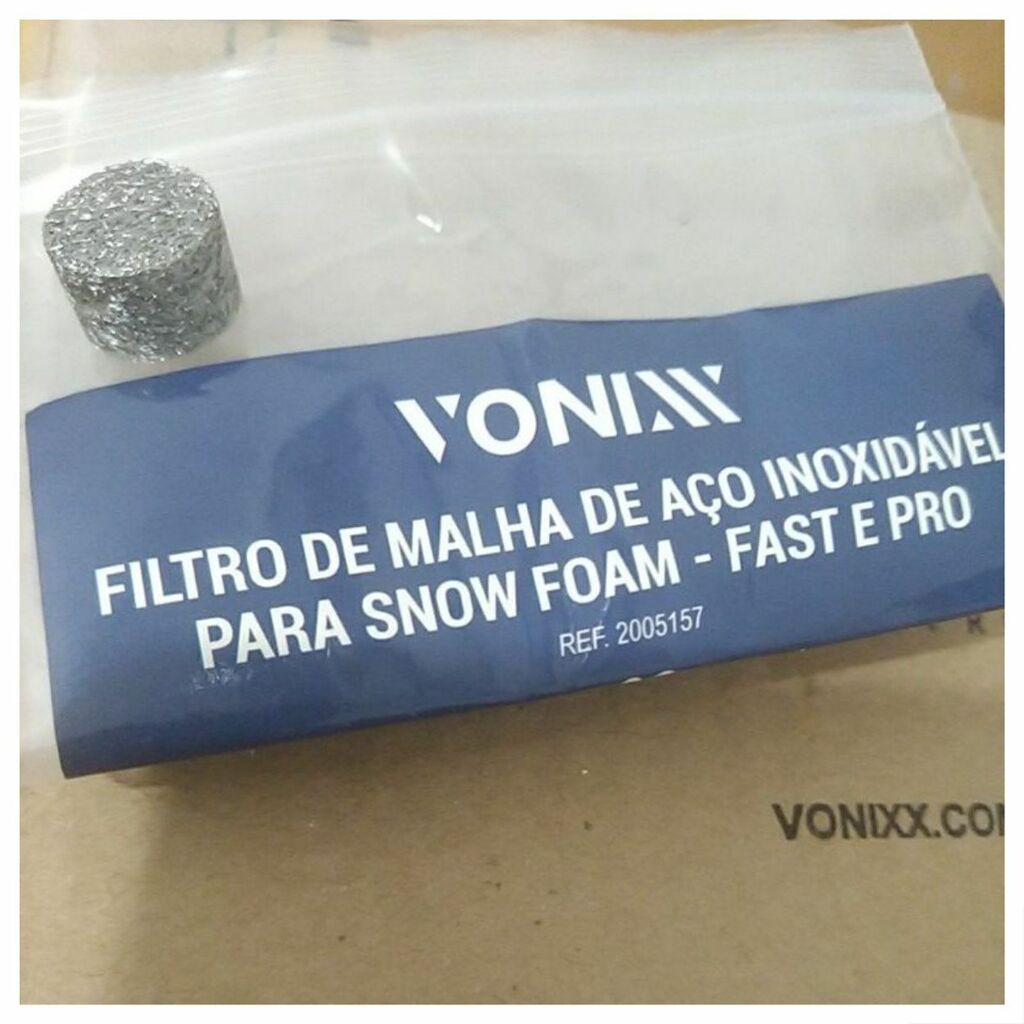 VONIXX
FILTRO DE MALHA DE AÇO INOXIDÁVEL
PARA SNOW FOAM - FAST E PRO
REF. 2005157
VONIXX.CO